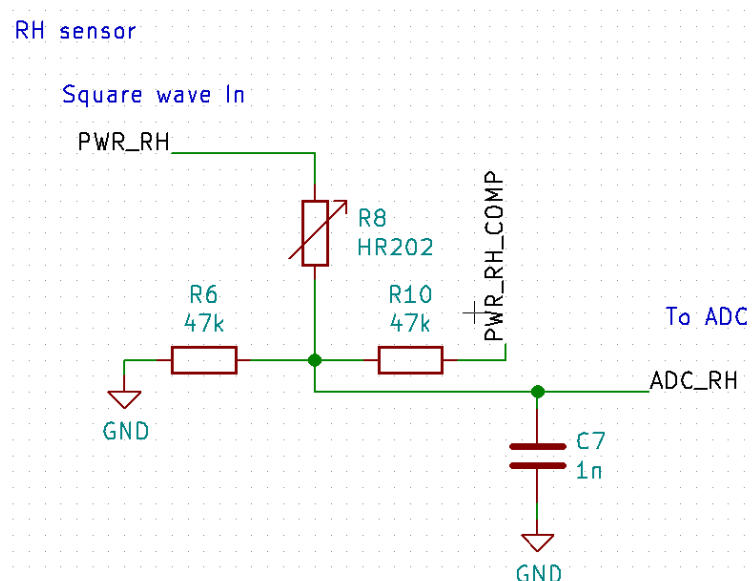 RH sensor
Square wave In
PWR_RH
PWR_RH_COMP
R8
HR202
R6
47k
R10
47k
To ADC
ADC_RH
GND
C7
1n
GND